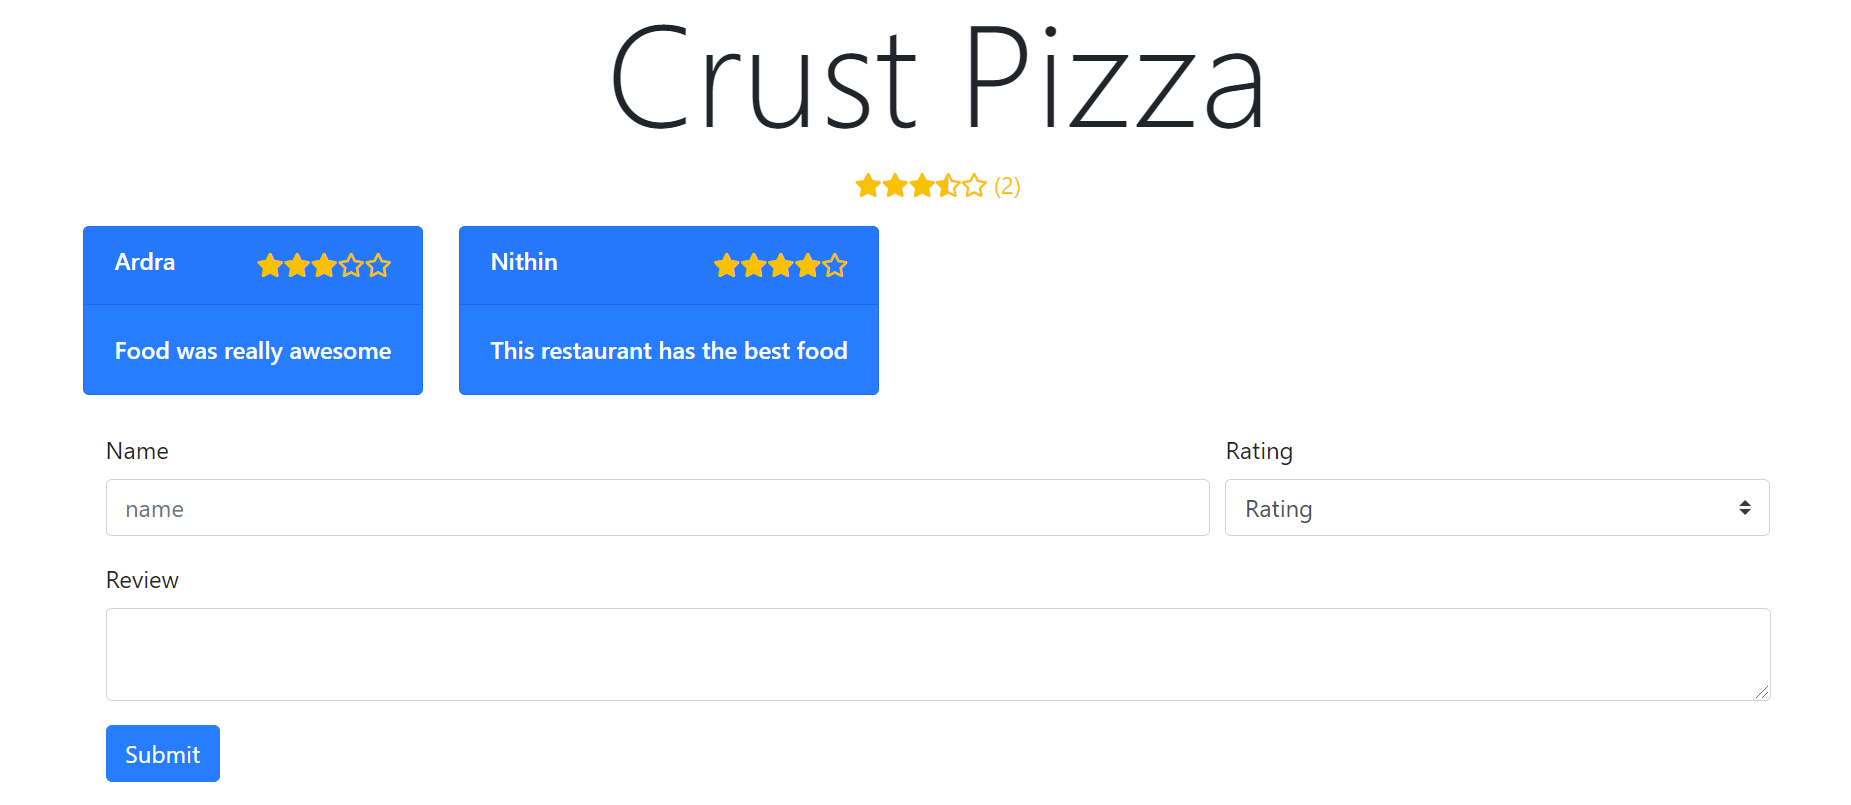 Crust Pizza
(2)
Ardra
Food was really awesome
Nithin
This restaurant has the best food
Name
name
Rating
Rating
Review
Submit